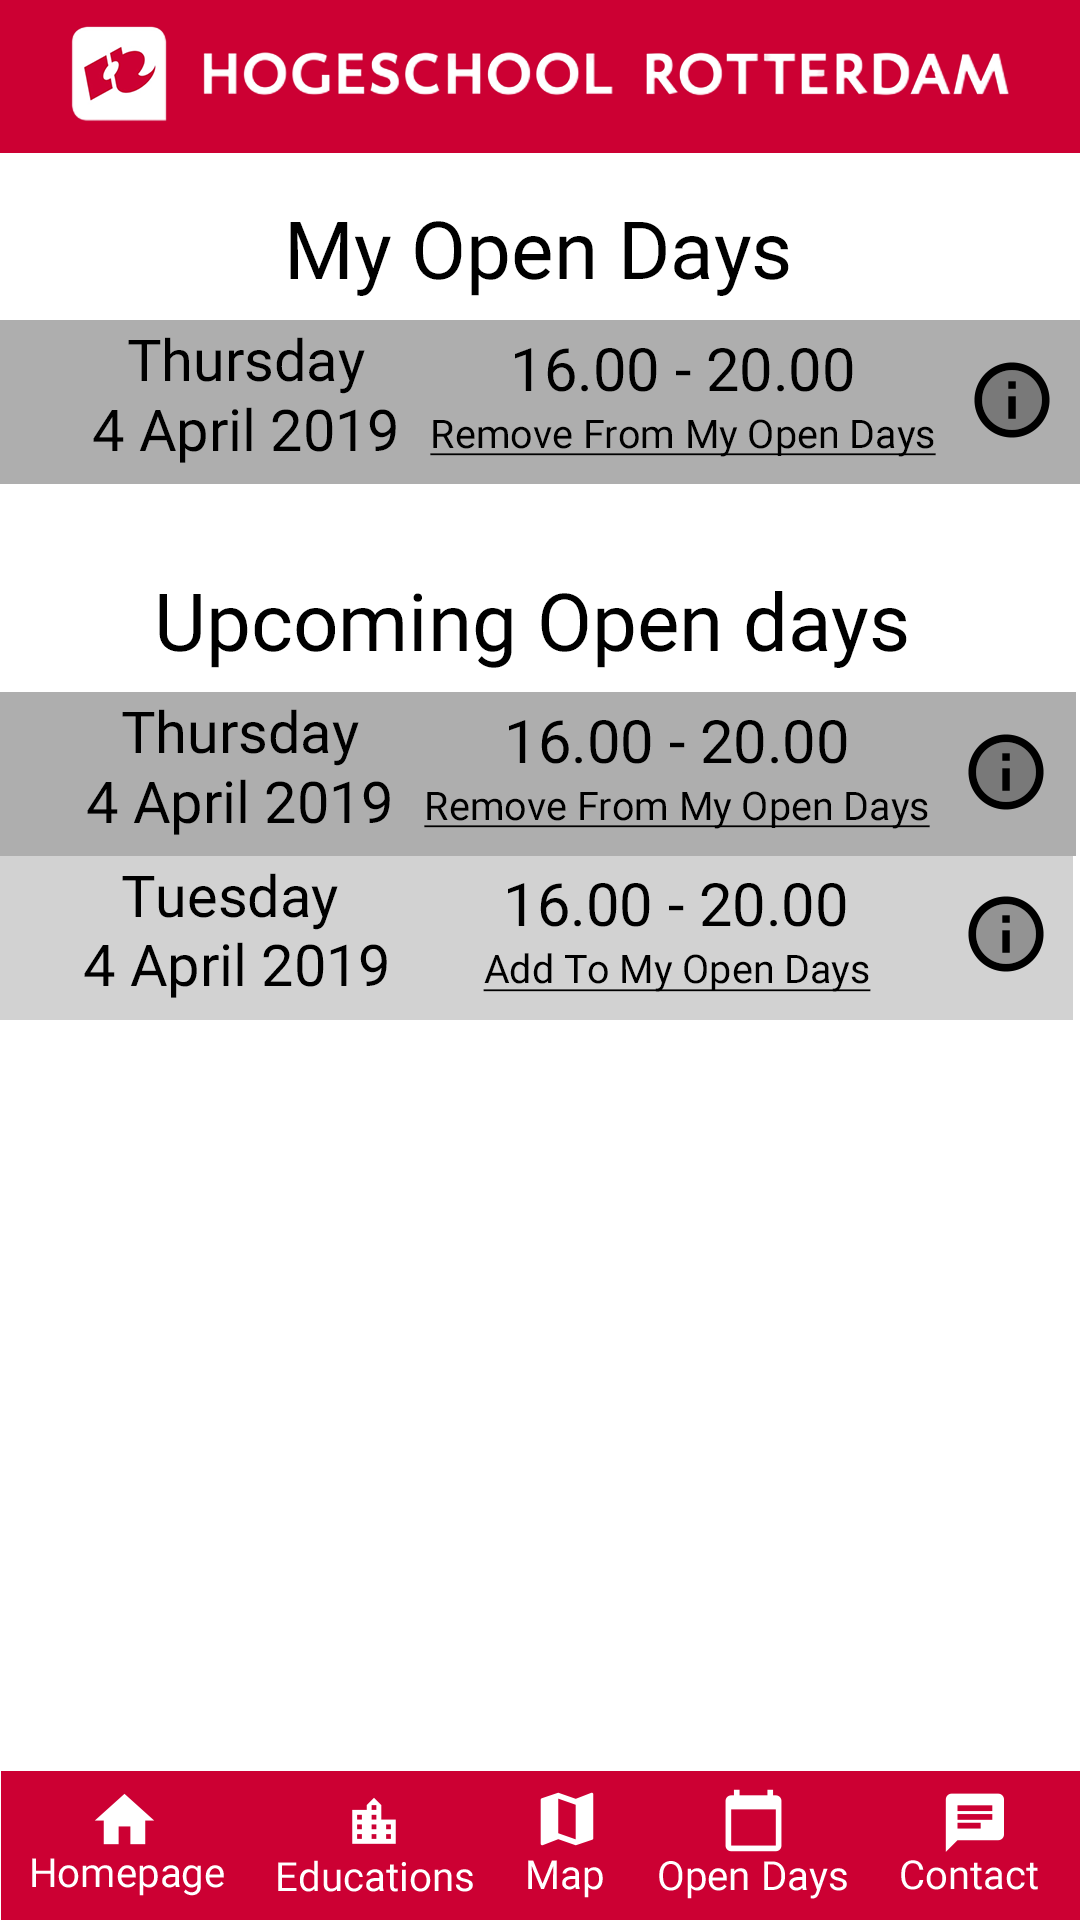 HOGESCHOOL ROTTERDAM
My Open Days
Thursday
4 April 2019
16.00 - 20.00
Remove From My Open Days
Upcoming Open days
Thursday
4 April 2019
16.00 - 20.00
Remove From My Open Days
Tuesday
4 April 2019
16.00 - 20.00
Add To My Open Days
Homepage
Educations
Map
Open Days
Contact